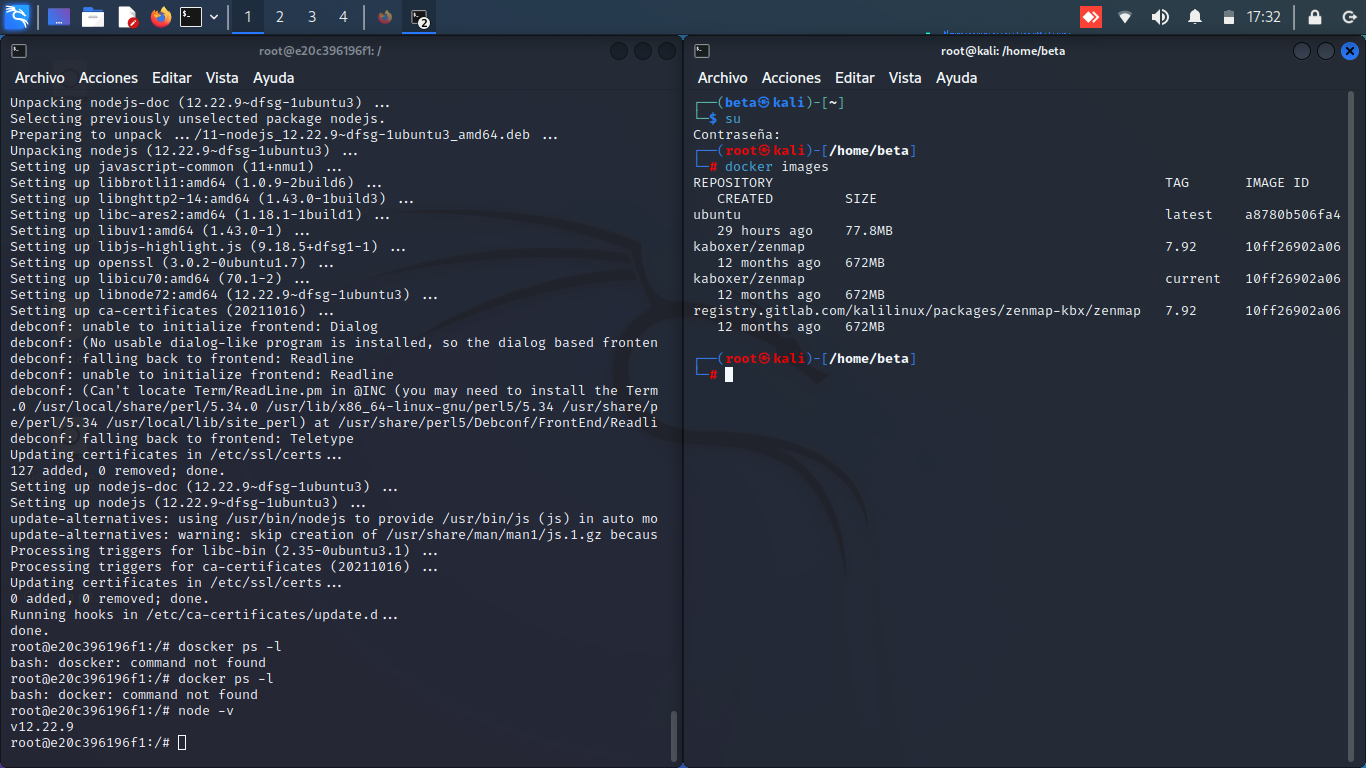 1 2 3 4 2 17:32
root@e20c396196f1: /
Archivo Acciones Editar Vista Ayuda
Unpacking nodejs-doc (12.22.9~dfsg-1ubuntu3) ...
Selecting previously unselected package nodejs.
Preparing to unpack .../11-nodejs_12.22.9~dfsg-1ubuntu3_amd64.deb ...
Unpacking nodejs (12.22.9~dfsg-1ubuntu3) ...
Setting up javascript-common (11+nmu1) ...
Setting up libbrotli1:amd64 (1.0.9-2build6) ...
Setting up libnghttp2-14:amd64 (1.43.0-1build3) ...
Setting up libc-ares2:amd64 (1.18.1-1build1) ...
Setting up libuv1:amd64 (1.43.0-1) ...
Setting up libjs-highlight.js (9.18.5+dfsg1-1) ...
Setting up openssl (3.0.2-0ubuntu1.7) ...
Setting up libicu70:amd64 (70.1-2) ...
Setting up libnode72:amd64 (12.22.9~dfsg-1ubuntu3) ...
Setting up ca-certificates (20211016) ...
debconf: unable to initialize frontend: Dialog
debconf: (No usable dialog-like program is installed, so the dialog based fronten
debconf: falling back to frontend: Readline
debconf: unable to initialize frontend: Readline
debconf: (Can't locate Term/ReadLine.pm in @INC (you may need to install the Term
.0 /usr/local/share/perl/5.34.0 /usr/lib/x86_64-linux-gnu/perl5/5.34 /usr/share/p
e/perl/5.34 /usr/local/lib/site_perl) at /usr/share/perl5/Debconf/FrontEnd/Readli
debconf: falling back to frontend: Teletype
Updating certificates in /etc/ssl/certs...
127 added, 0 removed; done.
Setting up nodejs-doc (12.22.9~dfsg-1ubuntu3) ...
Setting up nodejs (12.22.9~dfsg-1ubuntu3) ...
update-alternatives: using /usr/bin/nodejs to provide /usr/bin/js (js) in auto mo
update-alternatives: warning: skip creation of /usr/share/man/man1/js.1.gz becaus
Processing triggers for libc-bin (2.35-0ubuntu3.1) ...
Processing triggers for ca-certificates (20211016) ...
Updating certificates in /etc/ssl/certs...
0 added, 0 removed; done.
Running hooks in /etc/ca-certificates/update.d...
done.
root@e20c396196f1:/# doscker ps -l
bash: doscker: command not found
root@e20c396196f1:/# docker ps -l
bash: docker: command not found
root@e20c396196f1:/# node -v
v12.22.9
root@e20c396196f1:/#
root@kali: /home/beta
Archivo Acciones Editar Vista Ayuda
┌──(beta㉿kali)-[~]
└─$ su
Contraseña:
┌──(root㉿kali)-[/home/beta]
└─# docker images
REPOSITORY TAG IMAGE ID
CREATED SIZE
ubuntu latest a8780b506fa4
29 hours ago 77.8MB
kaboxer/zenmap 7.92 10ff26902a06
12 months ago 672MB
kaboxer/zenmap current 10ff26902a06
12 months ago 672MB
registry.gitlab.com/kalilinux/packages/zenmap-kbx/zenmap 7.92 10ff26902a06
12 months ago 672MB
┌──(root㉿kali)-[/home/beta]
└─#